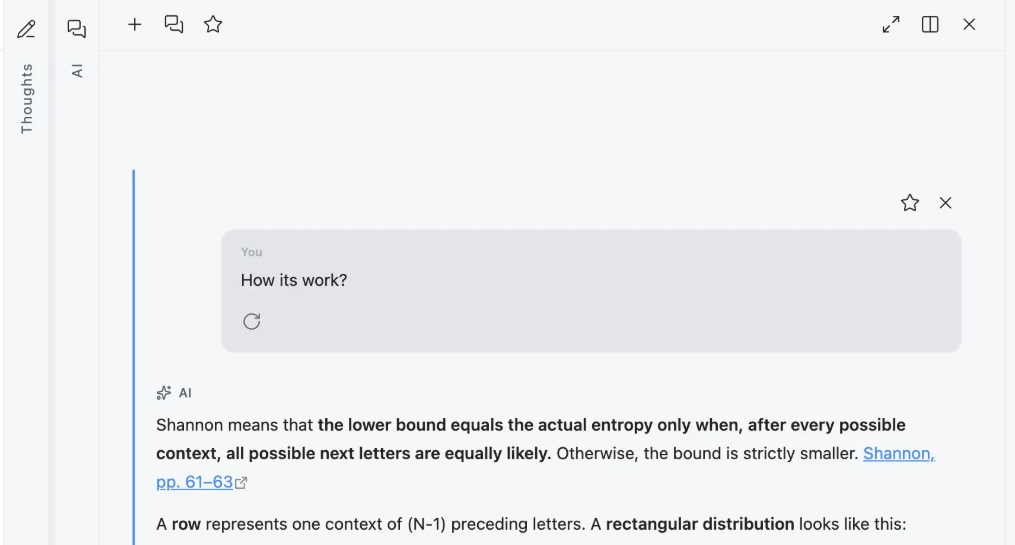 Thoughts
AI
You
How its work?
AI
Shannon means that the lower bound equals the actual entropy only when, after every possible
context, all possible next letters are equally likely. Otherwise, the bound is strictly smaller. Shannon,
pp. 61–63
A row represents one context of (N-1) preceding letters. A rectangular distribution looks like this: